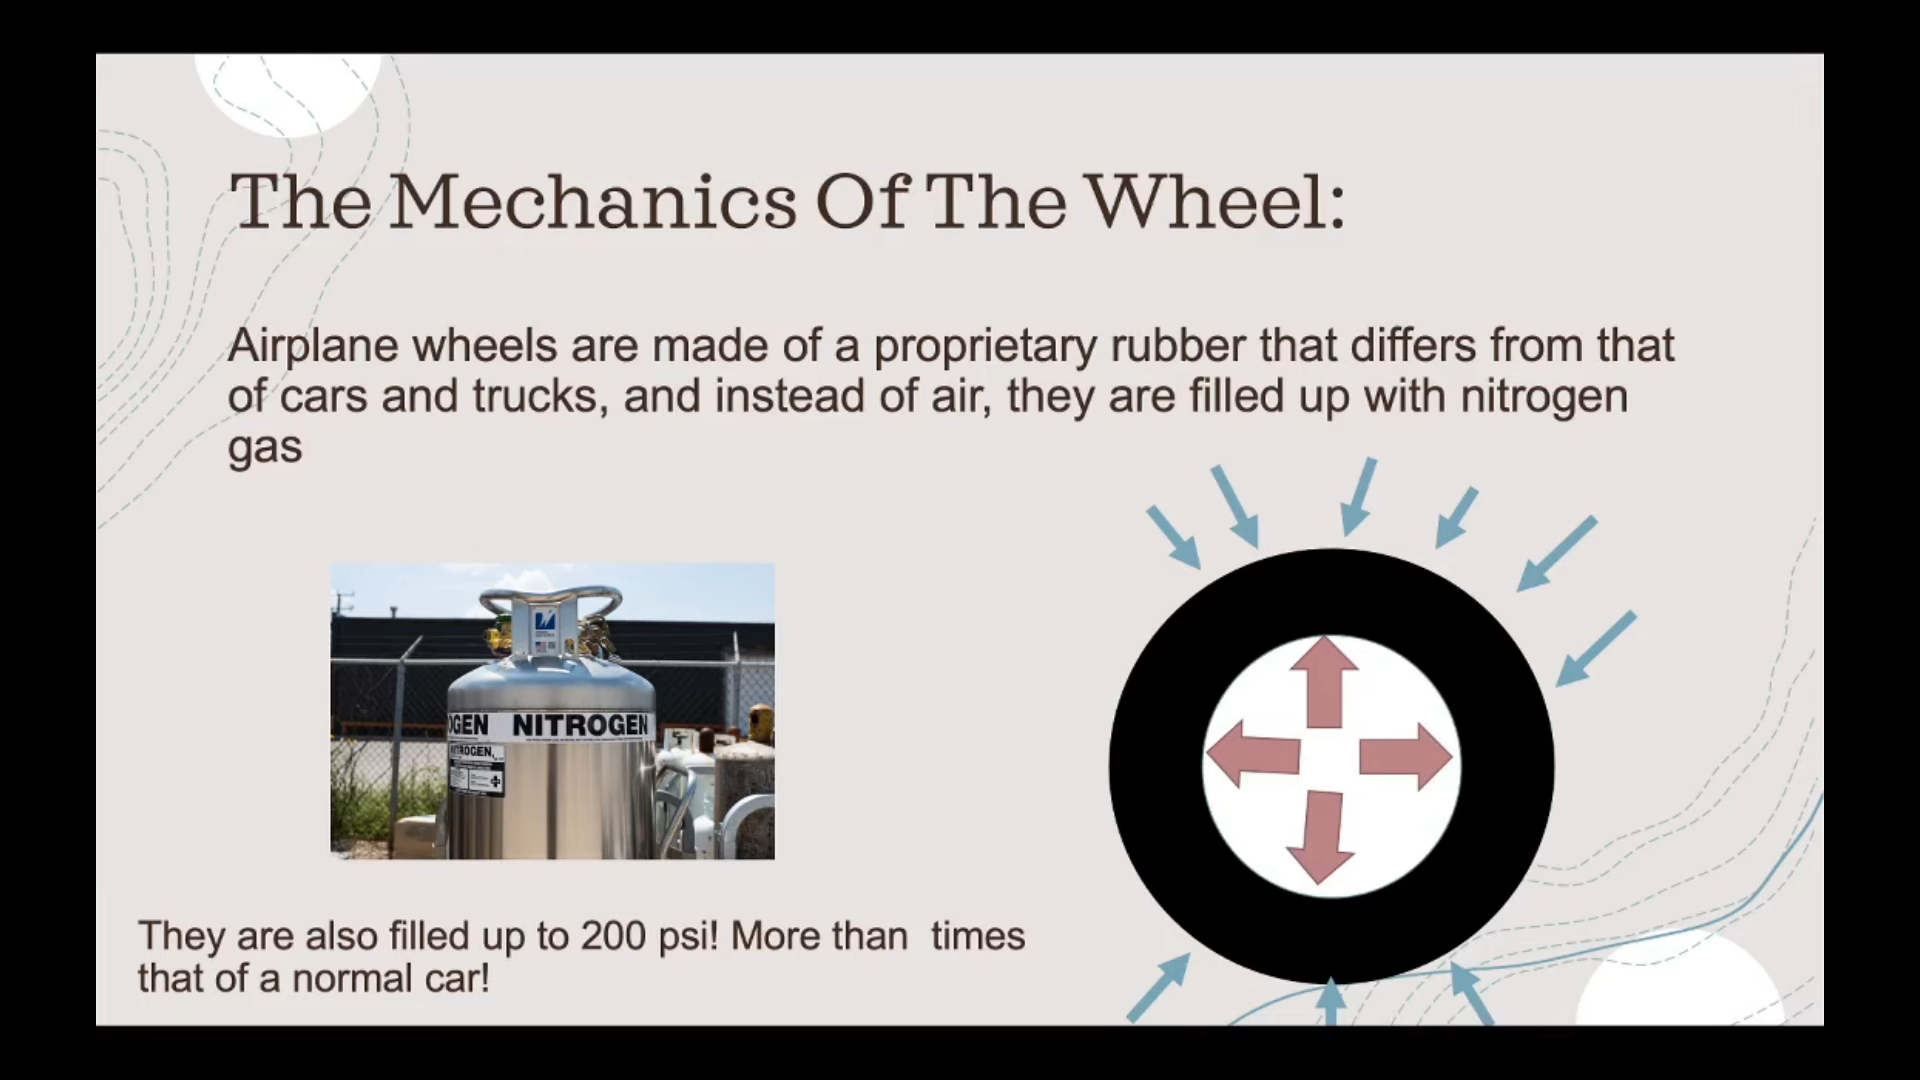 The Mechanics Of The Wheel:
Airplane wheels are made of a proprietary rubber that differs from that
of cars and trucks, and instead of air, they are filled up with nitrogen
gas
OGEN NITROGEN
NITROGEN,
They are also filled up to 200 psi! More than  times
that of a normal car!